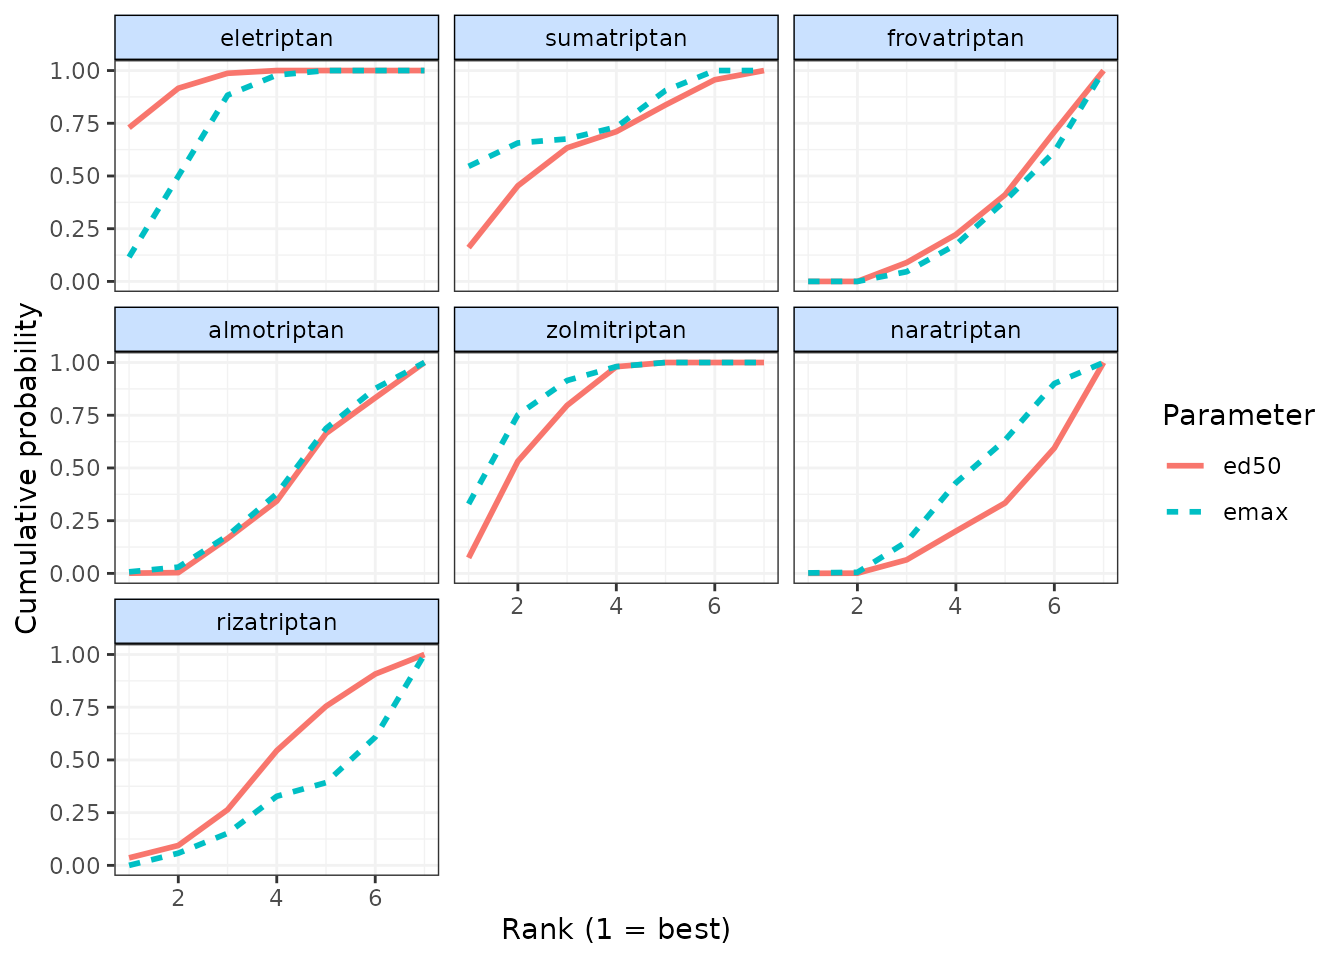 eletriptan sumatriptan frovatriptan
1.00
0.75
0.50
0.25
0.00
almotriptan zolmitriptan naratriptan
1.00
0.75
0.50
0.25
0.00
2 4 6 2 4 6
rizatriptan
1.00
0.75
0.50
0.25
0.00
2 4 6
Cumulative probability
Rank (1 = best)
Parameter
ed50
emax